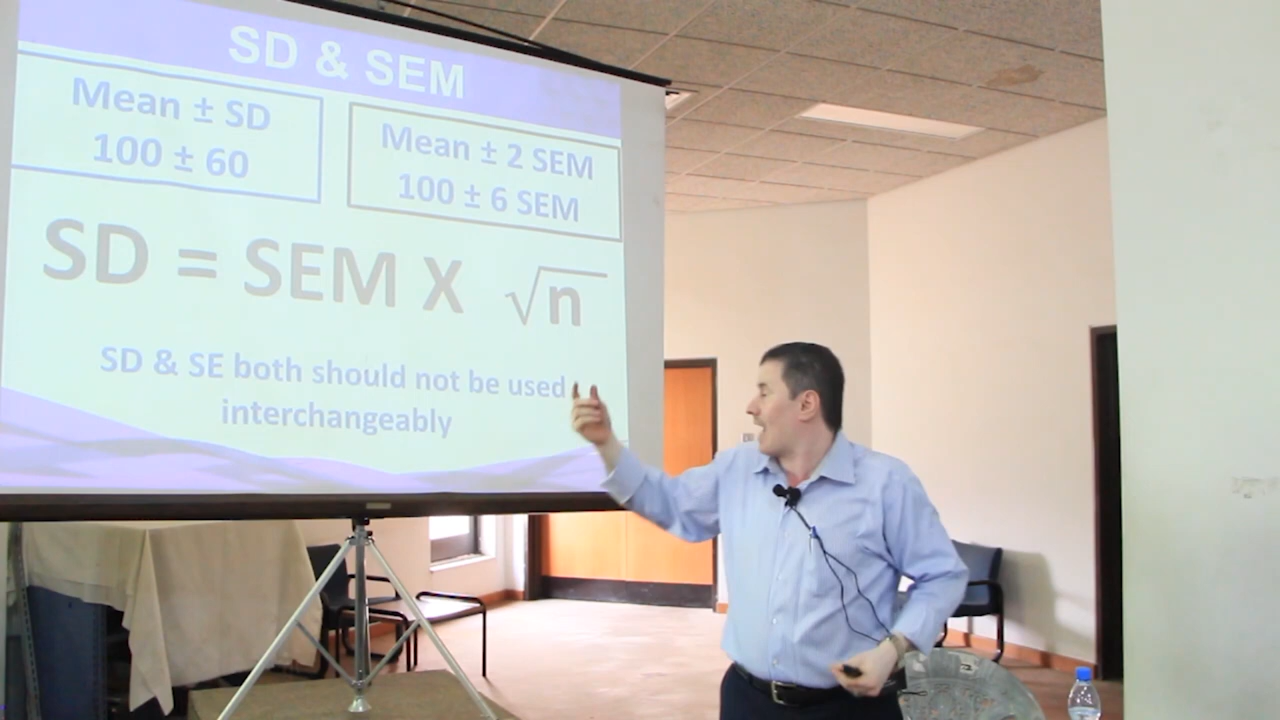 SD & SEM
Mean ± SD
100 ± 60
Mean ± 2 SEM
100 ± 6 SEM
SD = SEM X √n
SD & SE both should not be used
interchangeably